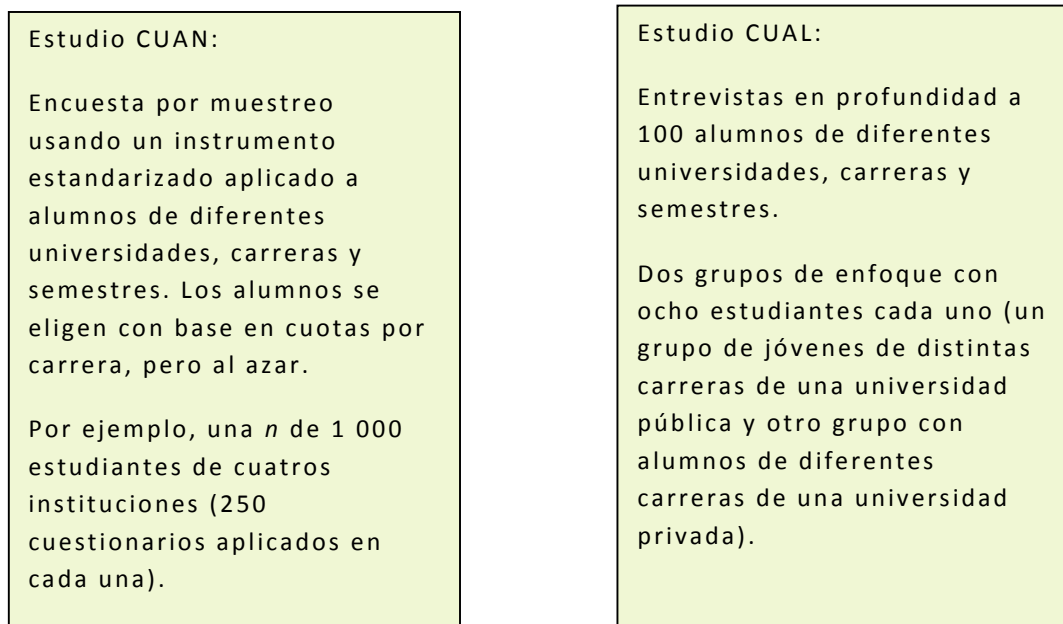 Estudio CUAN:
Encuesta por muestreo
usando un instrumento
estandarizado aplicado a
alumnos de diferentes
universidades, carreras y
semestres. Los alumnos se
eligen con base en cuotas por
carrera, pero al azar.
Por ejemplo, una n de 1 000
estudiantes de cuatros
instituciones (250
cuestionarios aplicados en
cada una).
Estudio CUAL:
Entrevistas en profundidad a
100 alumnos de diferentes
universidades, carreras y
semestres.
Dos grupos de enfoque con
ocho estudiantes cada uno (un
grupo de jóvenes de distintas
carreras de una universidad
pública y otro grupo con
alumnos de diferentes
carreras de una universidad
privada).